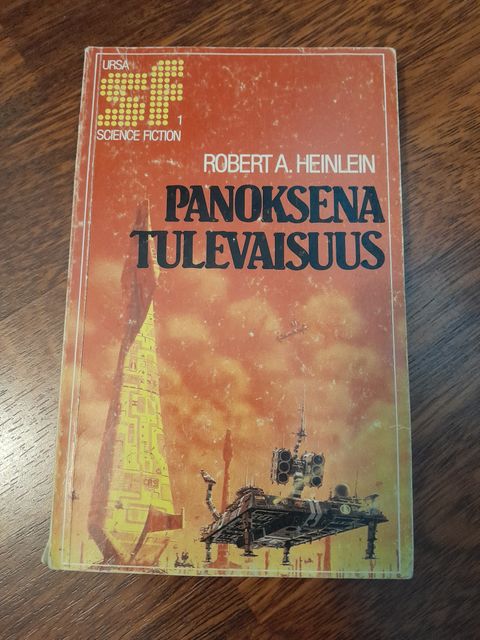 URSA
sf 1
SCIENCE FICTION
ROBERT A. HEINLEIN
PANOKSENA
TULEVAISUUS